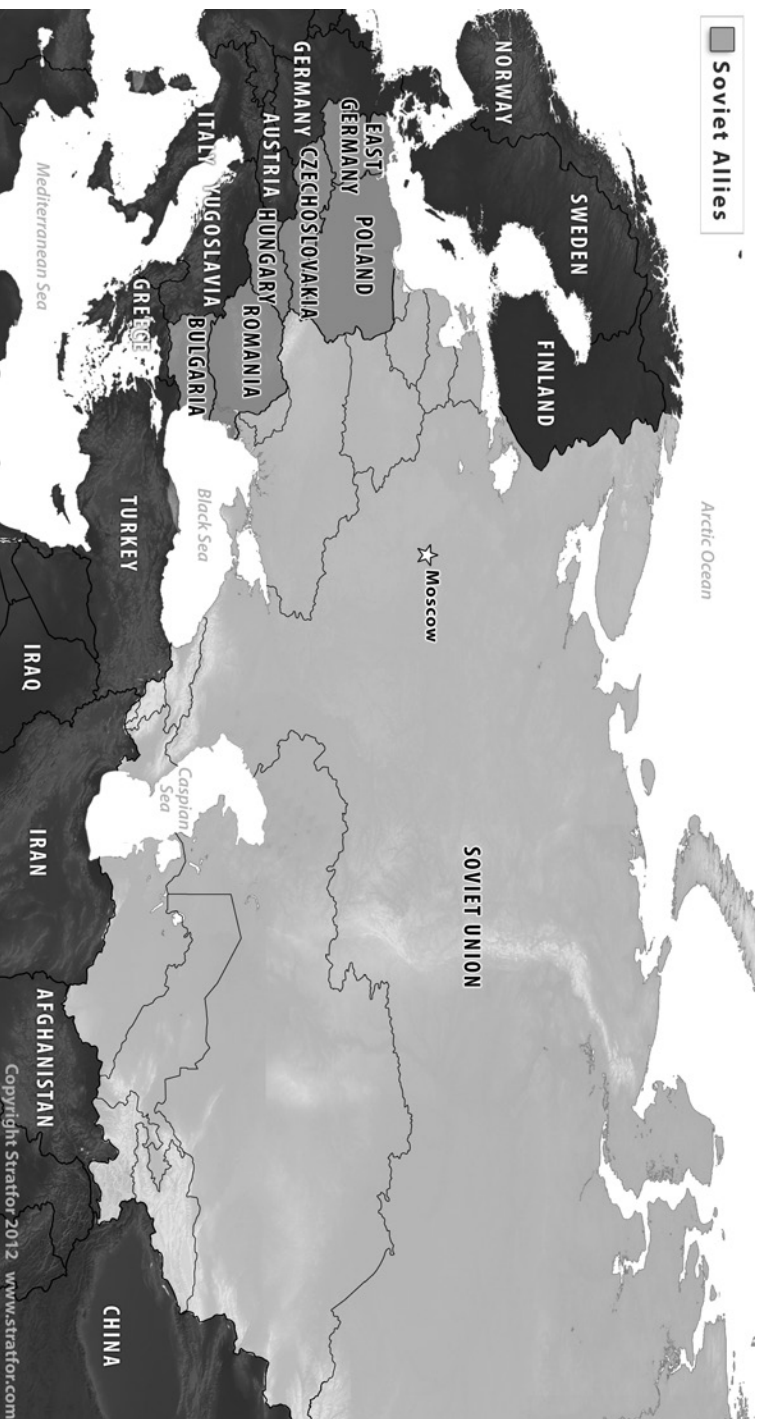 Soviet Allies
Arctic Ocean
NORWAY
SWEDEN
FINLAND
Moscow
SOVIET UNION
EAST
GERMANY
POLAND
GERMANY
CZECHOSLOVAKIA
AUSTRIA
HUNGARY
ROMANIA
ITALY
YUGOSLAVIA
BULGARIA
Black Sea
Caspian
Sea
GREECE
TURKEY
Mediterranean Sea
IRAQ
IRAN
AFGHANISTAN
CHINA
Copyright Stratfor 2012 www.stratfor.com